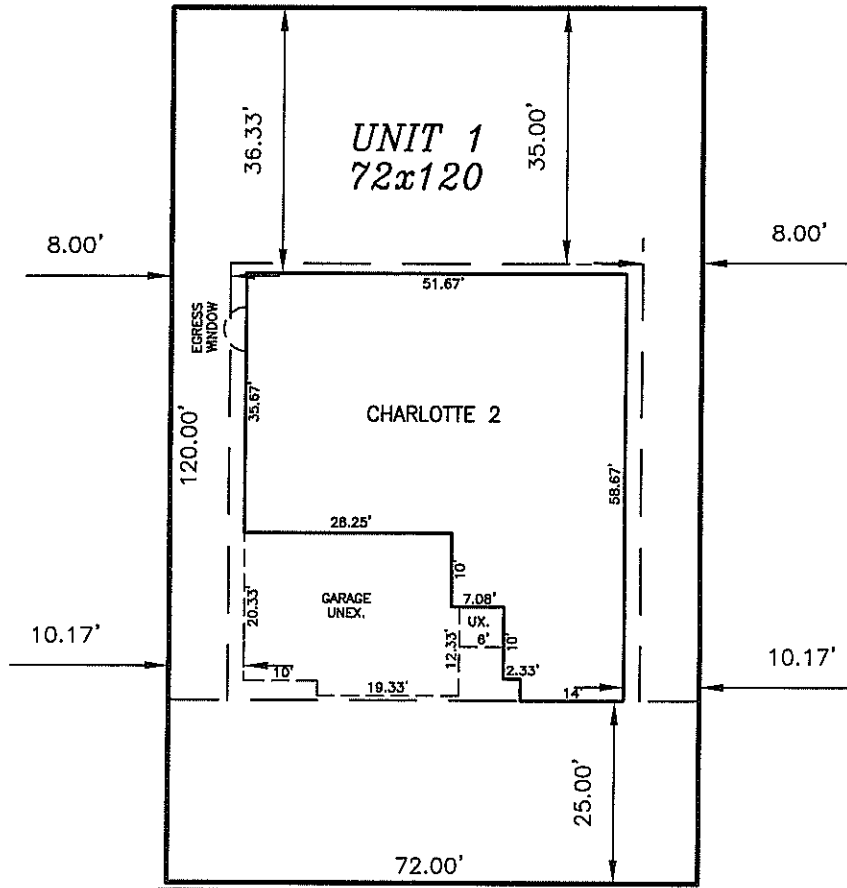 36.33'
UNIT 1
72x120
35.00'
8.00'
8.00'
51.67'
EGRESS
WINDOW
35.67'
CHARLOTTE 2
120.00'
58.67'
28.25'
10'
GARAGE
UNEX.
20.33'
7.08'
UX.
6'
10'
12.33'
10.17'
10.17'
10'
2.33'
19.33'
14'
25.00'
72.00'